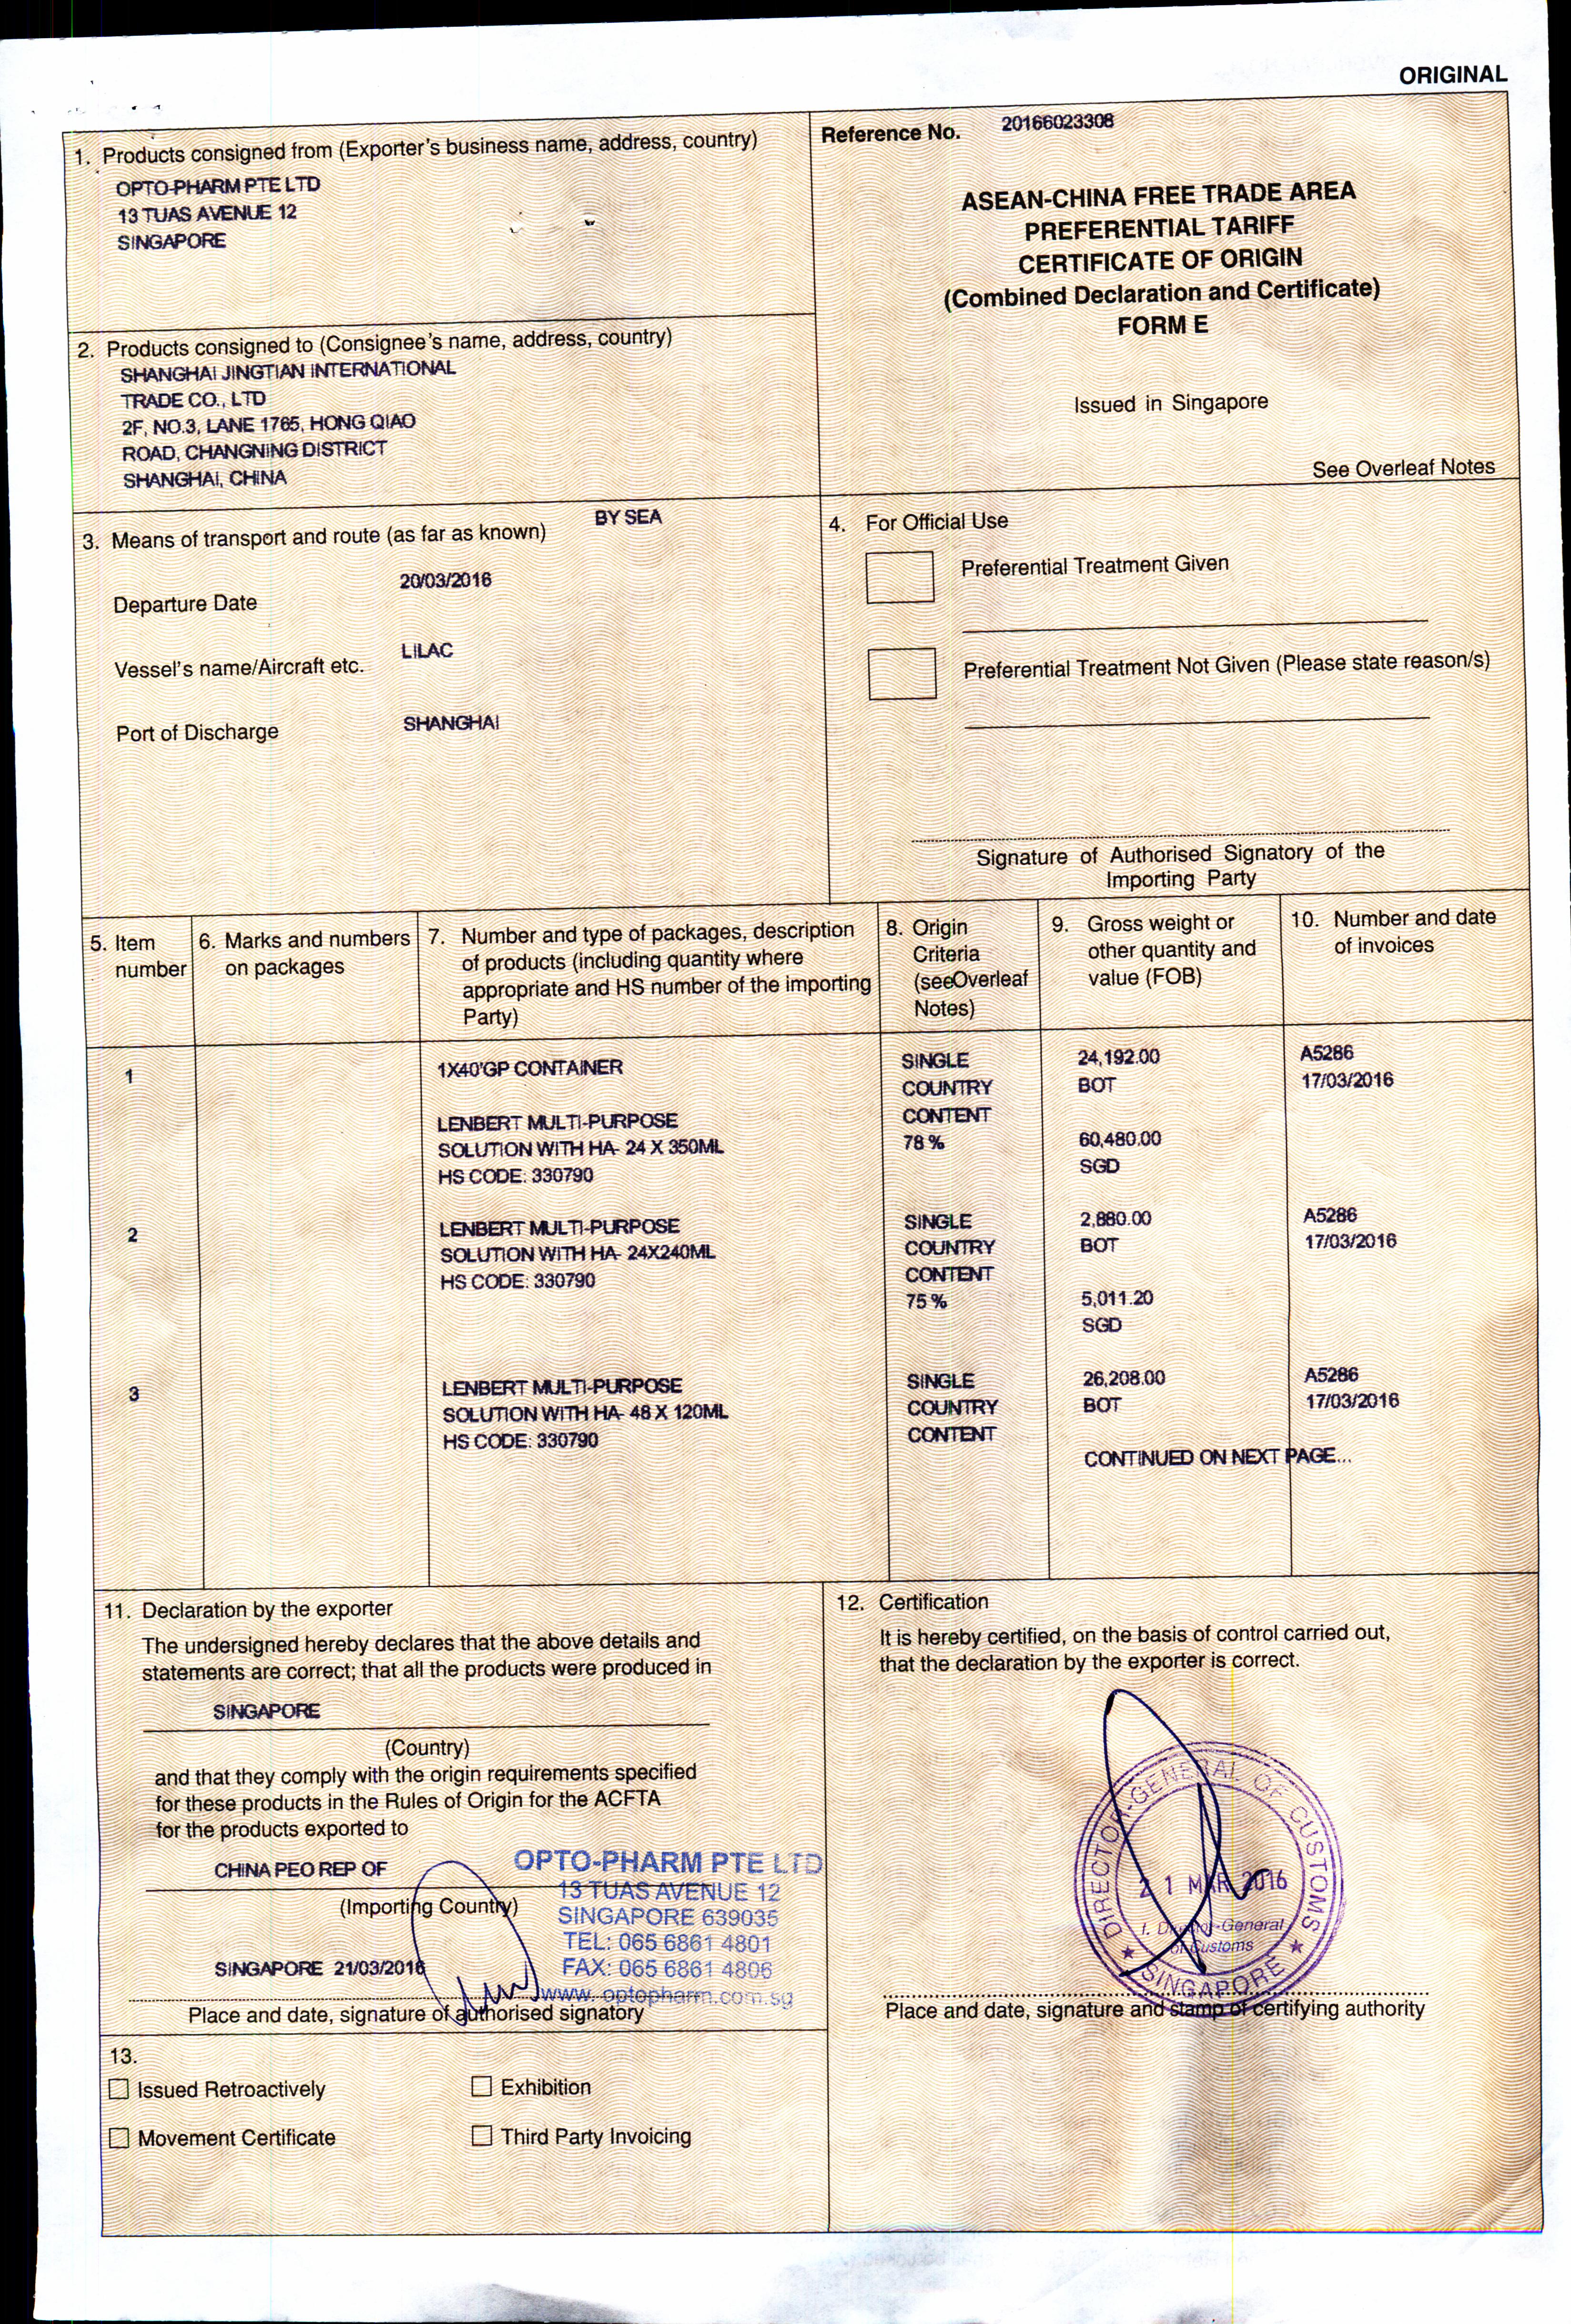 ORIGINAL
1. Products consigned from (Exporter's business name, address, country)
OPTO-PHARM PTE LTD
13 TUAS AVENUE 12
SINGAPORE
Reference No. 20166023308
ASEAN-CHINA FREE TRADE AREA
PREFERENTIAL TARIFF
CERTIFICATE OF ORIGIN
(Combined Declaration and Certificate)
FORM E
Issued in Singapore
See Overleaf Notes
2. Products consigned to (Consignee's name, address, country)
SHANGHAI JINGTIAN INTERNATIONAL
TRADE CO., LTD
2F, NO.3, LANE 1765, HONG QIAO
ROAD, CHANGNING DISTRICT
SHANGHAI, CHINA
3. Means of transport and route (as far as known) BY SEA
Departure Date 20/03/2016
Vessel's name/Aircraft etc. LILAC
Port of Discharge SHANGHAI
4. For Official Use
Preferential Treatment Given
Preferential Treatment Not Given (Please state reason/s)
Signature of Authorised Signatory of the
Importing Party
5. Item
number
6. Marks and numbers
on packages
7. Number and type of packages, description
of products (including quantity where
appropriate and HS number of the importing
Party)
8. Origin
Criteria
(seeOverleaf
Notes)
9. Gross weight or
other quantity and
value (FOB)
10. Number and date
of invoices
1
1X40'GP CONTAINER
LENBERT MULTI-PURPOSE
SOLUTION WITH HA- 24 X 350ML
HS CODE: 330790
SINGLE
COUNTRY
CONTENT
78 %
24,192.00
BOT
60,480.00
SGD
A5286
17/03/2016
2
LENBERT MULTI-PURPOSE
SOLUTION WITH HA- 24X240ML
HS CODE: 330790
SINGLE
COUNTRY
CONTENT
75 %
2,880.00
BOT
5,011.20
SGD
A5286
17/03/2016
3
LENBERT MULTI-PURPOSE
SOLUTION WITH HA- 48 X 120ML
HS CODE: 330790
SINGLE
COUNTRY
CONTENT
26,208.00
BOT
A5286
17/03/2016
CONTINUED ON NEXT PAGE...
11. Declaration by the exporter
The undersigned hereby declares that the above details and
statements are correct; that all the products were produced in
SINGAPORE
(Country)
and that they comply with the origin requirements specified
for these products in the Rules of Origin for the ACFTA
for the products exported to
CHINA PEO REP OF
(Importing Country)
SINGAPORE 21/03/2016
Place and date, signature of authorised signatory
OPTO-PHARM PTE LTD
13 TUAS AVENUE 12
SINGAPORE 639035
TEL: 065 6861 4801
FAX: 065 6861 4806
www.optopharm.com.sg
12. Certification
It is hereby certified, on the basis of control carried out,
that the declaration by the exporter is correct.
DIRECTOR-GENERAL OF CUSTOMS
21 MAR 2016
Director-General
of Customs
SINGAPORE
Place and date, signature and stamp of certifying authority
13.
Issued Retroactively
Exhibition
Movement Certificate
Third Party Invoicing